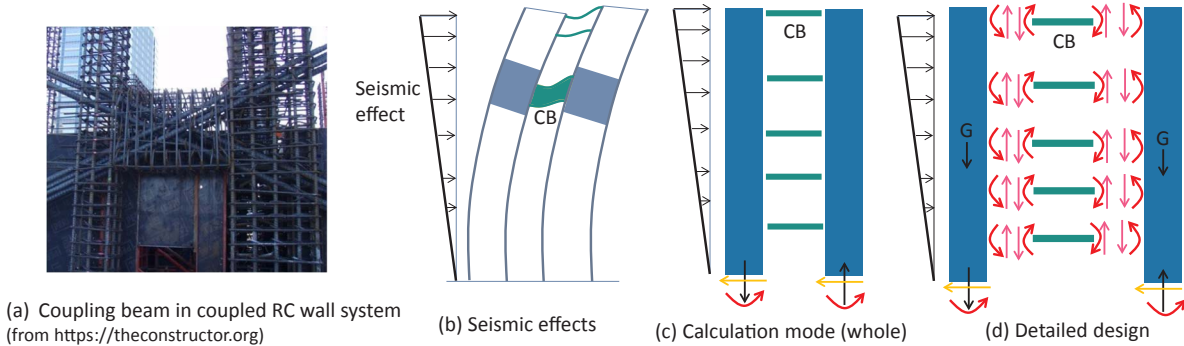 Seismic
effect
CB
CB
CB
G
G
(a) Coupling beam in coupled RC wall system
(from https://theconstructor.org)
(b) Seismic effects
(c) Calculation mode (whole)
(d) Detailed design